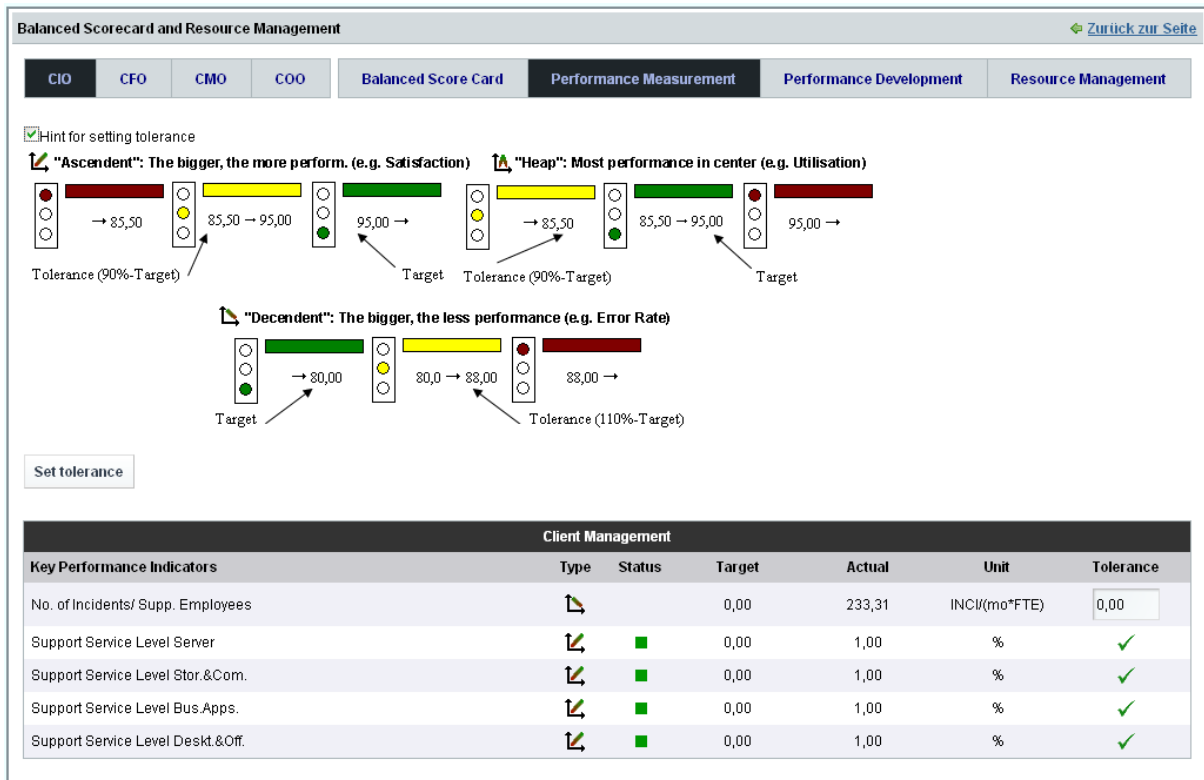 Balanced Scorecard and Resource Management Zurück zur Seite
CIO CFO CMO COO Balanced Score Card Performance Measurement Performance Development Resource Management
Hint for setting tolerance
"Ascendent": The bigger, the more perform. (e.g. Satisfaction) "Heap": Most performance in center (e.g. Utilisation)
→ 85,50 85,50 → 95,00 95,00 → → 85,50 85,50 → 95,00 95,00 →
Tolerance (90%-Target) Target Tolerance (90%-Target) Target
"Decendent": The bigger, the less performance (e.g. Error Rate)
→ 80,00 80,0 → 88,00 88,00 →
Target Tolerance (110%-Target)
Set tolerance
Client Management
Key Performance Indicators Type Status Target Actual Unit Tolerance
No. of Incidents/ Supp. Employees 0,00 233,31 INCI/(mo*FTE) 0,00
Support Service Level Server 0,00 1,00 %
Support Service Level Stor.&Com. 0,00 1,00 %
Support Service Level Bus.Apps. 0,00 1,00 %
Support Service Level Deskt.&Off. 0,00 1,00 %